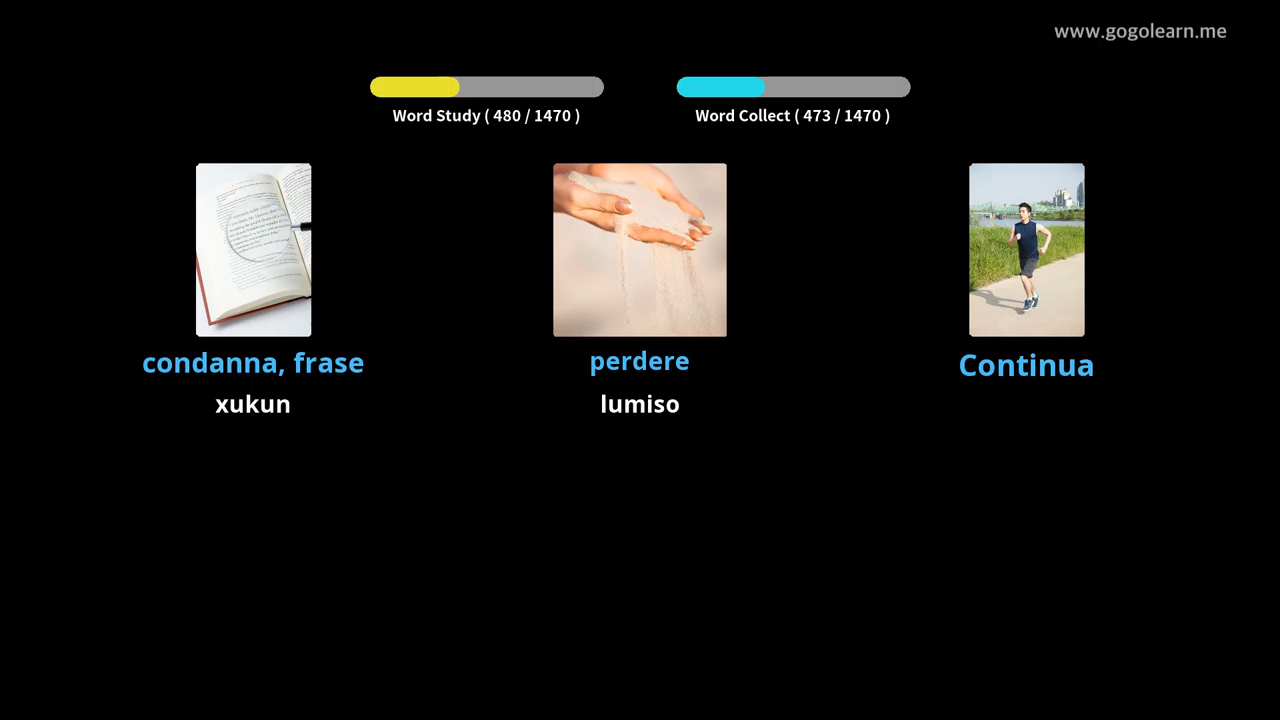 www.gogolearn.me
Word Study ( 480 / 1470 )
Word Collect ( 473 / 1470 )
condanna, frase
xukun
perdere
lumiso
Continua